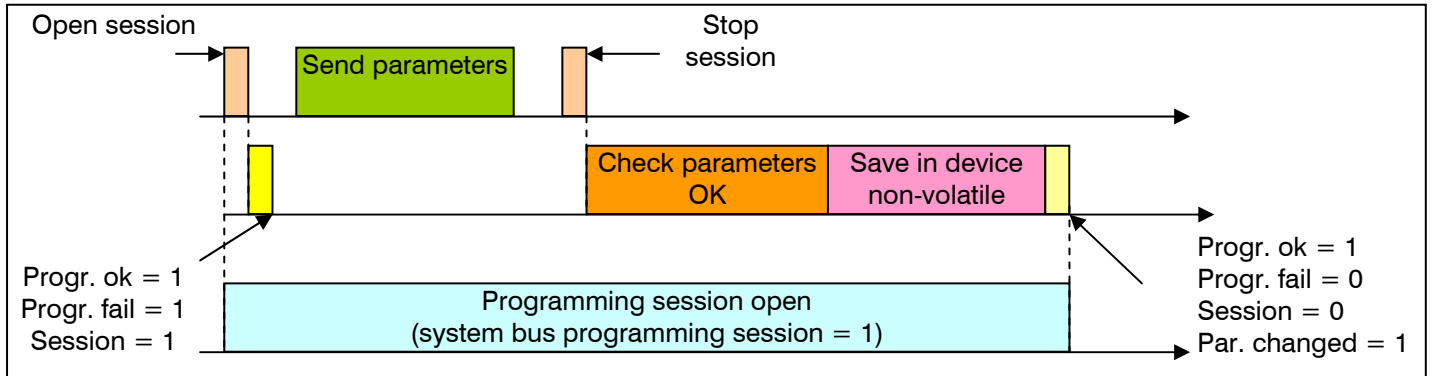 Open session
Stop
session
Send parameters
Check parameters
OK
Save in device
non-volatile
Progr. ok = 1
Progr. fail = 1
Session = 1
Programming session open
(system bus programming session = 1)
Progr. ok = 1
Progr. fail = 0
Session = 0
Par. changed = 1